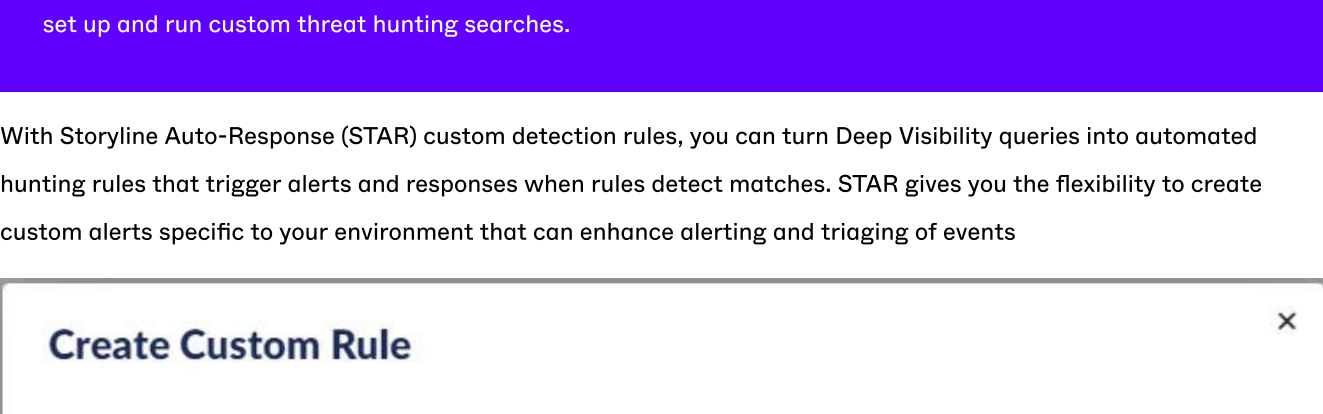 set up and run custom threat hunting searches.
With Storyline Auto-Response (STAR) custom detection rules, you can turn Deep Visibility queries into automated
hunting rules that trigger alerts and responses when rules detect matches. STAR gives you the flexibility to create
custom alerts specific to your environment that can enhance alerting and triaging of events
Create Custom Rule